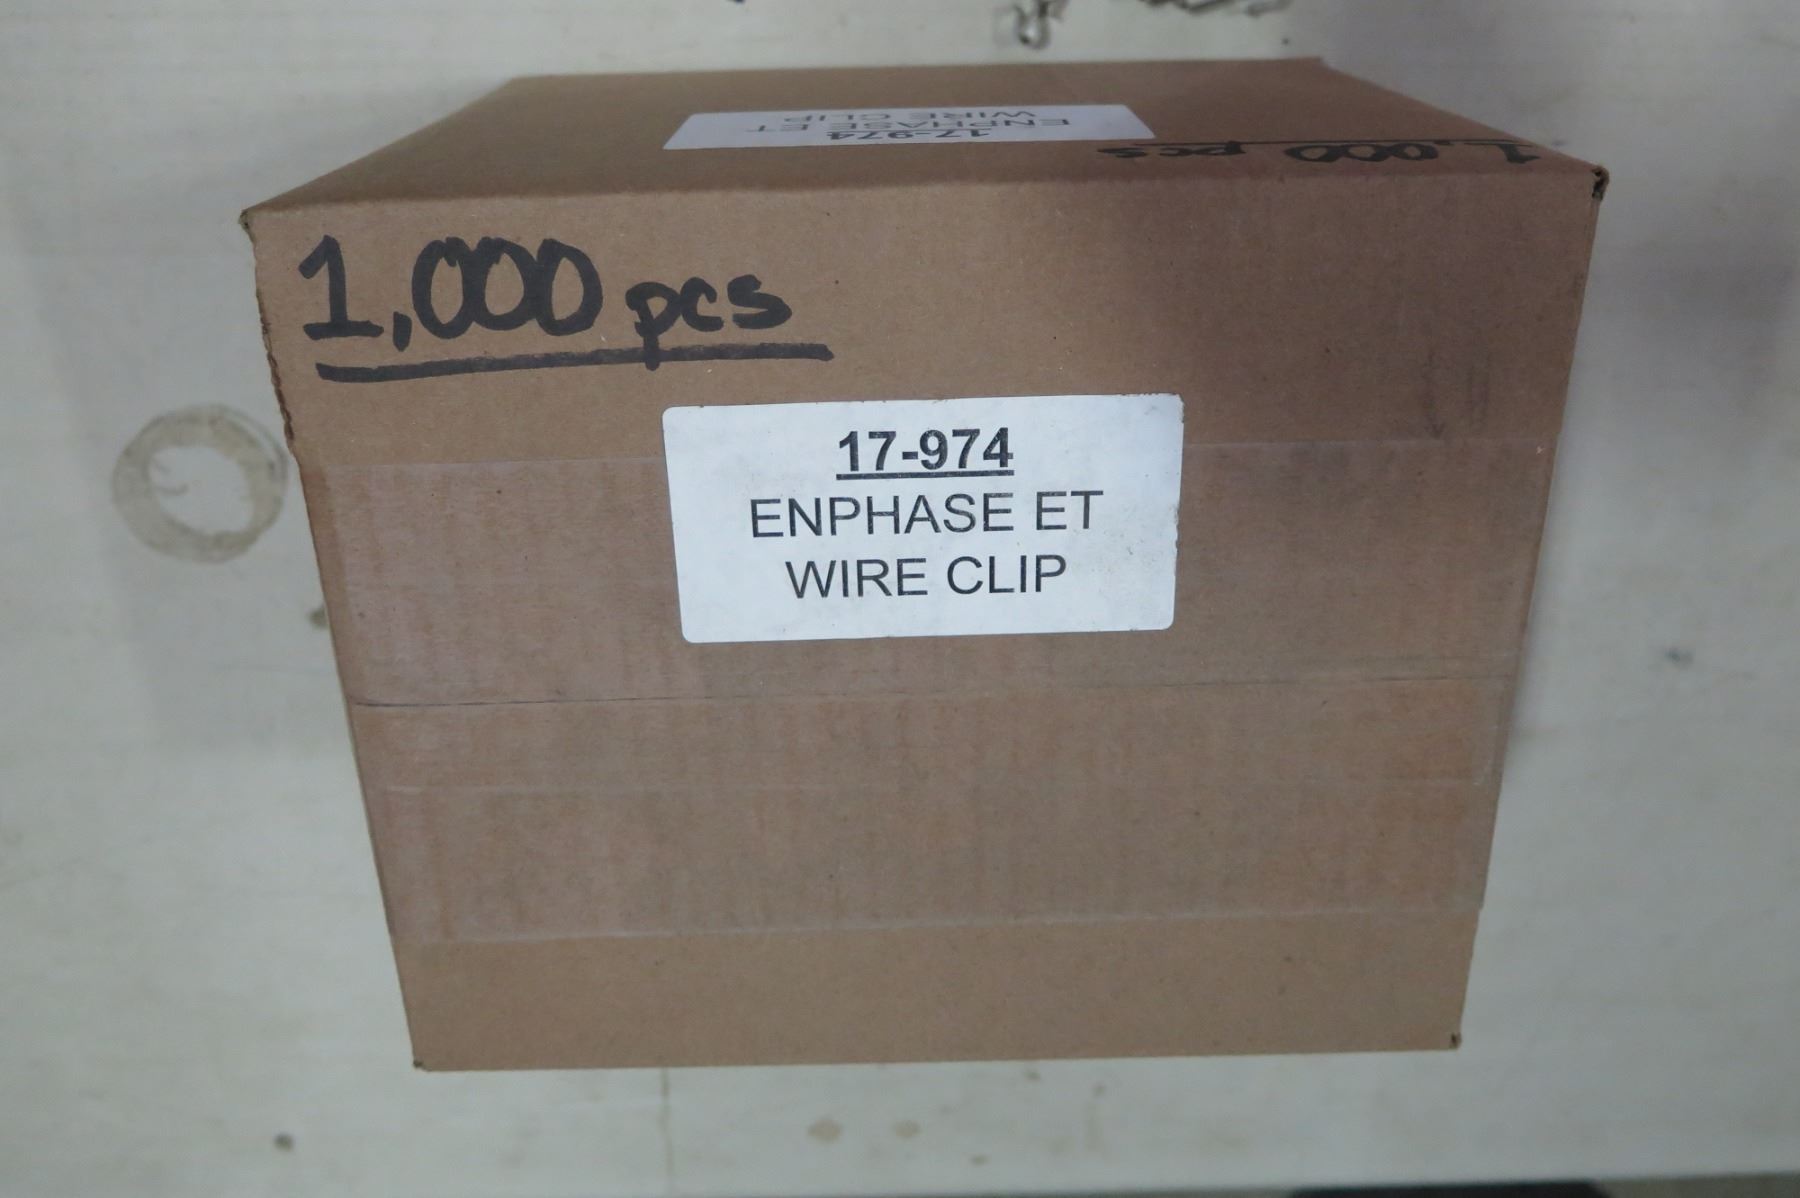 17-974
ENPHASE ET
WIRE CLIP
1,000 pcs
1,000 pcs
17-974
ENPHASE ET
WIRE CLIP